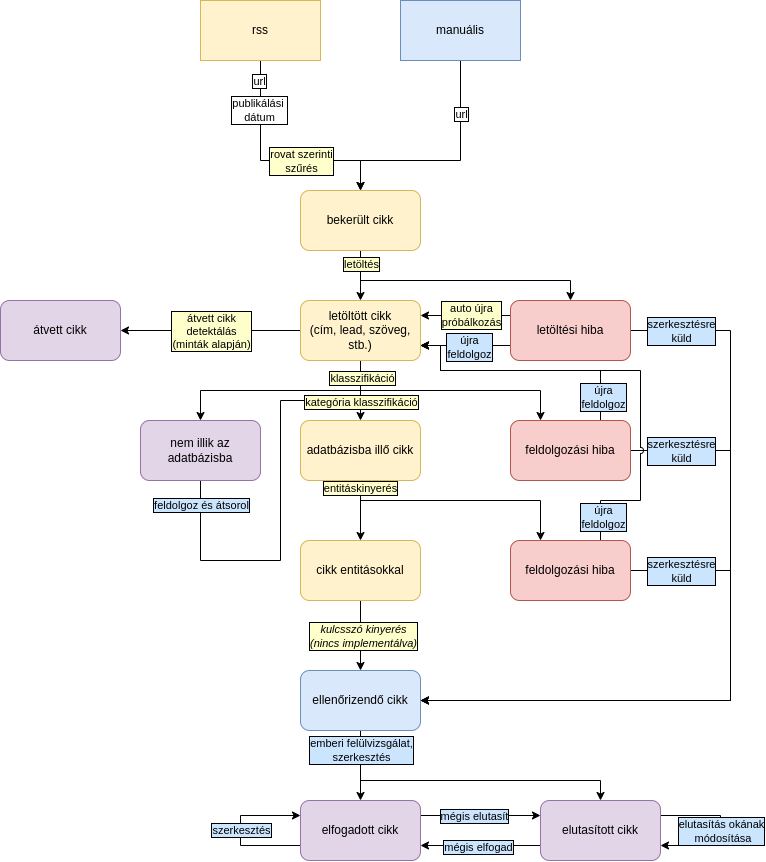 rss
manuális
url
publikálási
dátum
url
rovat szerinti
szűrés
bekerült cikk
letöltés
átvett cikk
átvett cikk
detektálás
(minták alapján)
letöltött cikk
(cím, lead, szöveg,
stb.)
auto újra
próbálkozás
újra
feldolgoz
letöltési hiba
szerkesztésre
küld
klasszifikáció
kategória klasszifikáció
újra
feldolgoz
nem illik az
adatbázisba
adatbázisba illő cikk
feldolgozási hiba
szerkesztésre
küld
feldolgoz és átsorol
entitáskinyerés
újra
feldolgoz
cikk entitásokkal
feldolgozási hiba
szerkesztésre
küld
kulcsszó kinyerés
(nincs implementálva)
ellenőrizendő cikk
emberi felülvizsgálat,
szerkesztés
szerkesztés
elfogadott cikk
mégis elutasít
mégis elfogad
elutasított cikk
elutasítás okának
módosítása